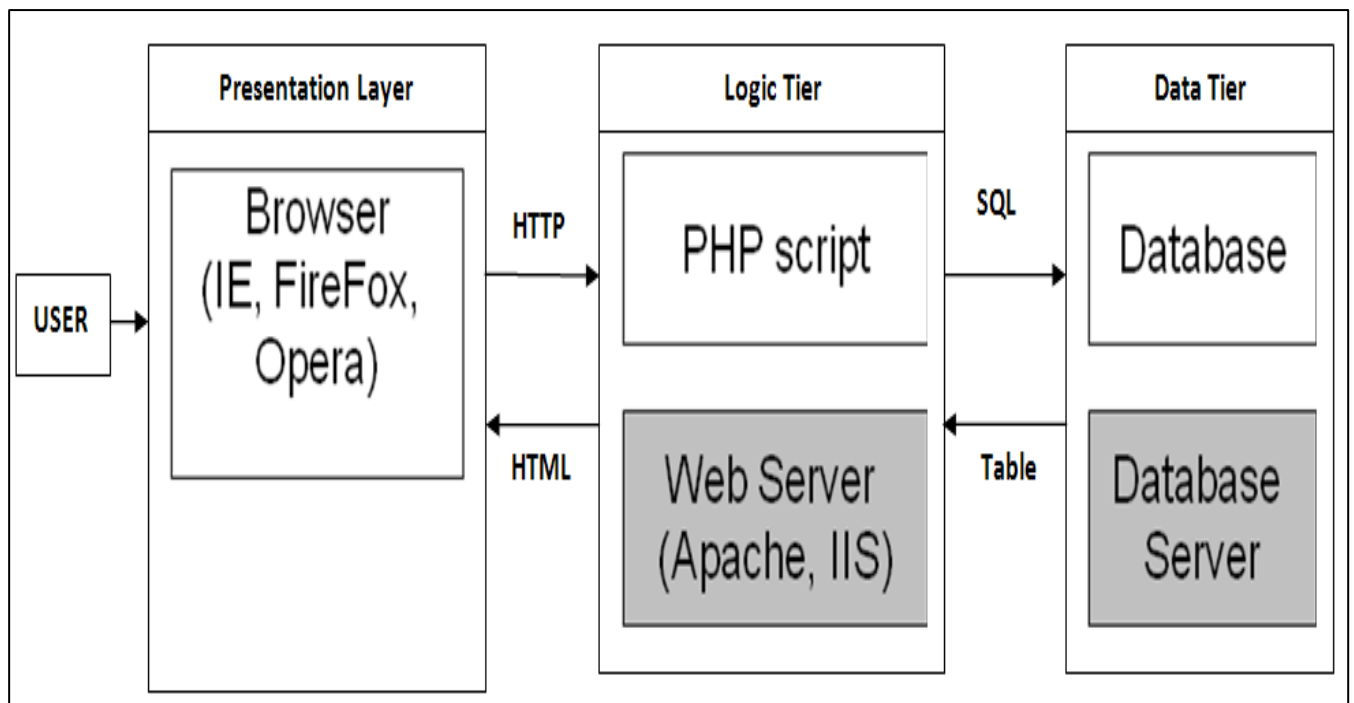 USER
Presentation Layer
Browser
(IE, FireFox,
Opera)
HTTP
HTML
Logic Tier
PHP script
Web Server
(Apache, IIS)
SQL
Table
Data Tier
Database
Database
Server